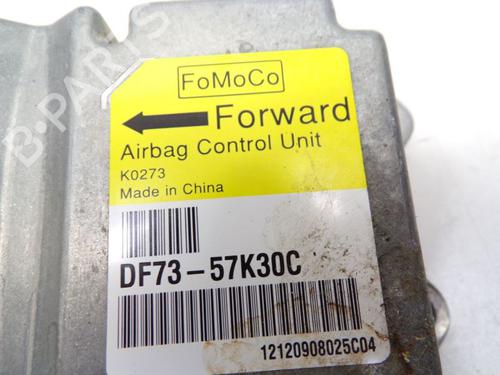 FoMoCo
Forward
Airbag Control Unit
K0273
Made in China
DF73-57K30C
12120908025C04
B-PARTS